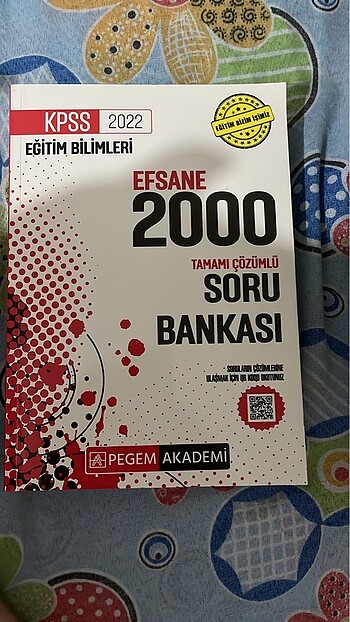 KPSS 2022
EĞİTİM BİLİMLERİ
EĞİTİM BİZİM İŞİMİZ
EFSANE
2000
TAMAMI ÇÖZÜMLÜ
SORU
BANKASI
SORULARIN ÇÖZÜMLERİNE
ULAŞMAK İÇİN QR KODU OKUTUNUZ
PEGEM AKADEMİ